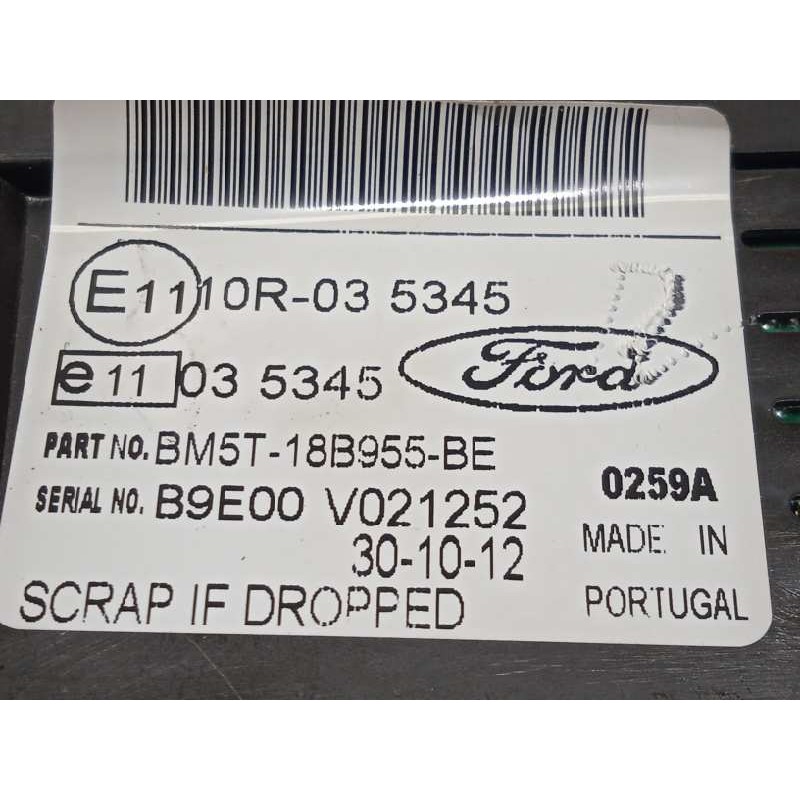 E11 10R-03 5345
e11 03 5345
Ford
PART NO. BM5T-18B955-BE
SERIAL NO. B9E00 V021252
0259A
30-10-12
MADE IN
SCRAP IF DROPPED
PORTUGAL